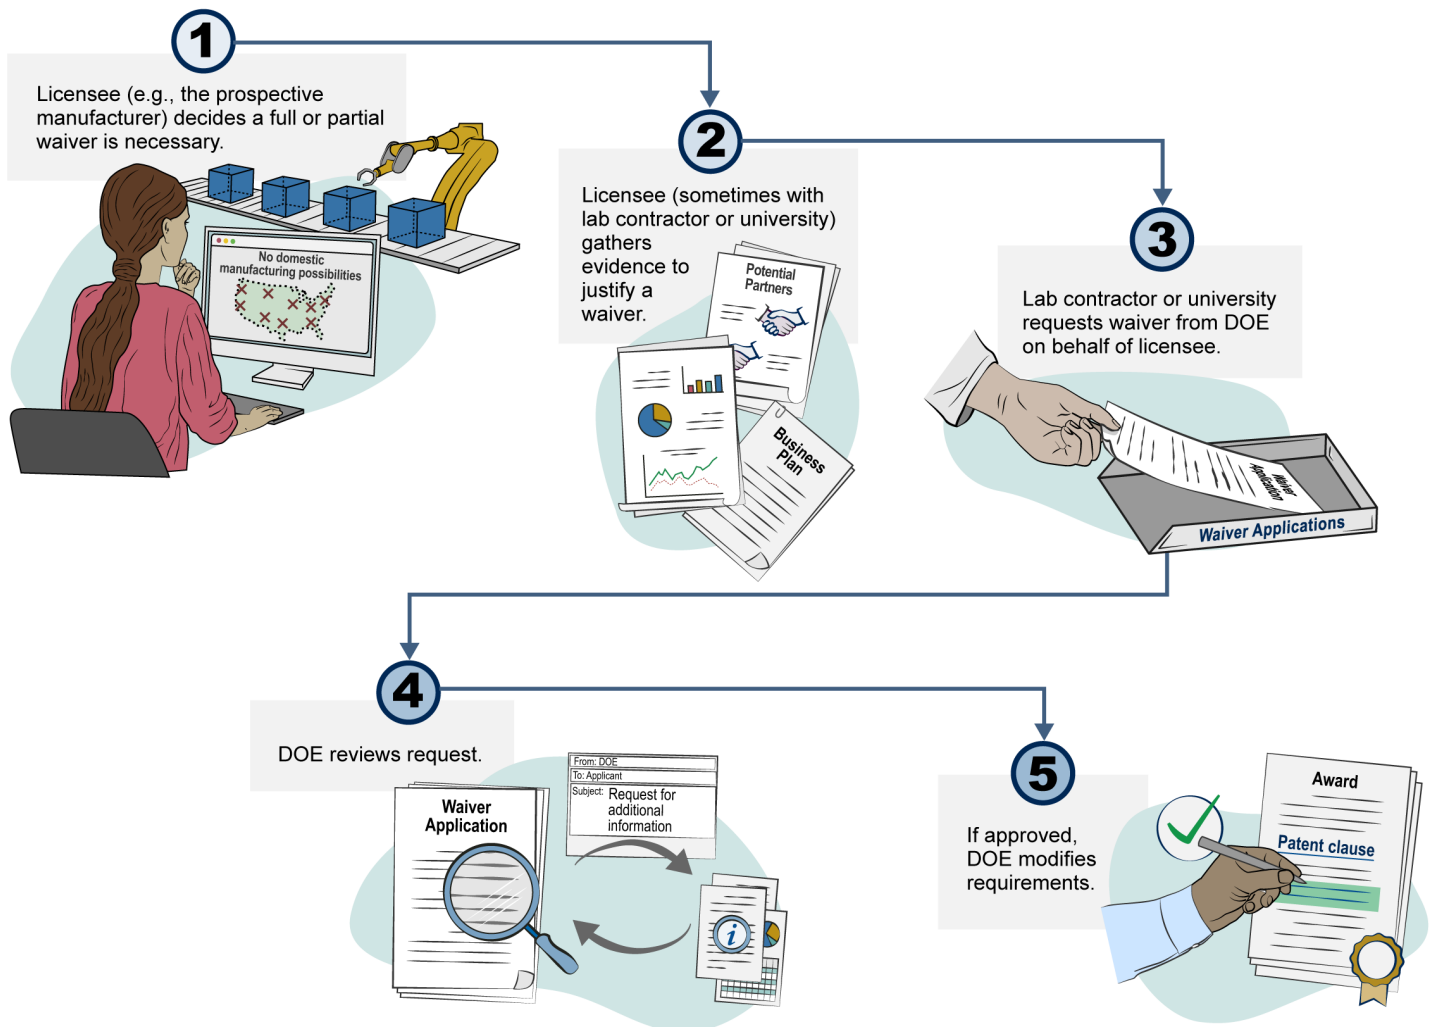 1
Licensee (e.g., the prospective
manufacturer) decides a full or partial
waiver is necessary.
No domestic
manufacturing possibilities
2
Licensee (sometimes with
lab contractor or university)
gathers
evidence to
justify a
waiver.
Potential
Partners
Business
Plan
3
Lab contractor or university
requests waiver from DOE
on behalf of licensee.
Waiver
Application
Waiver Applications
4
DOE reviews request.
Waiver
Application
From: DOE
To: Applicant
Subject: Request for
additional
information
i
5
If approved,
DOE modifies
requirements.
Award
Patent clause